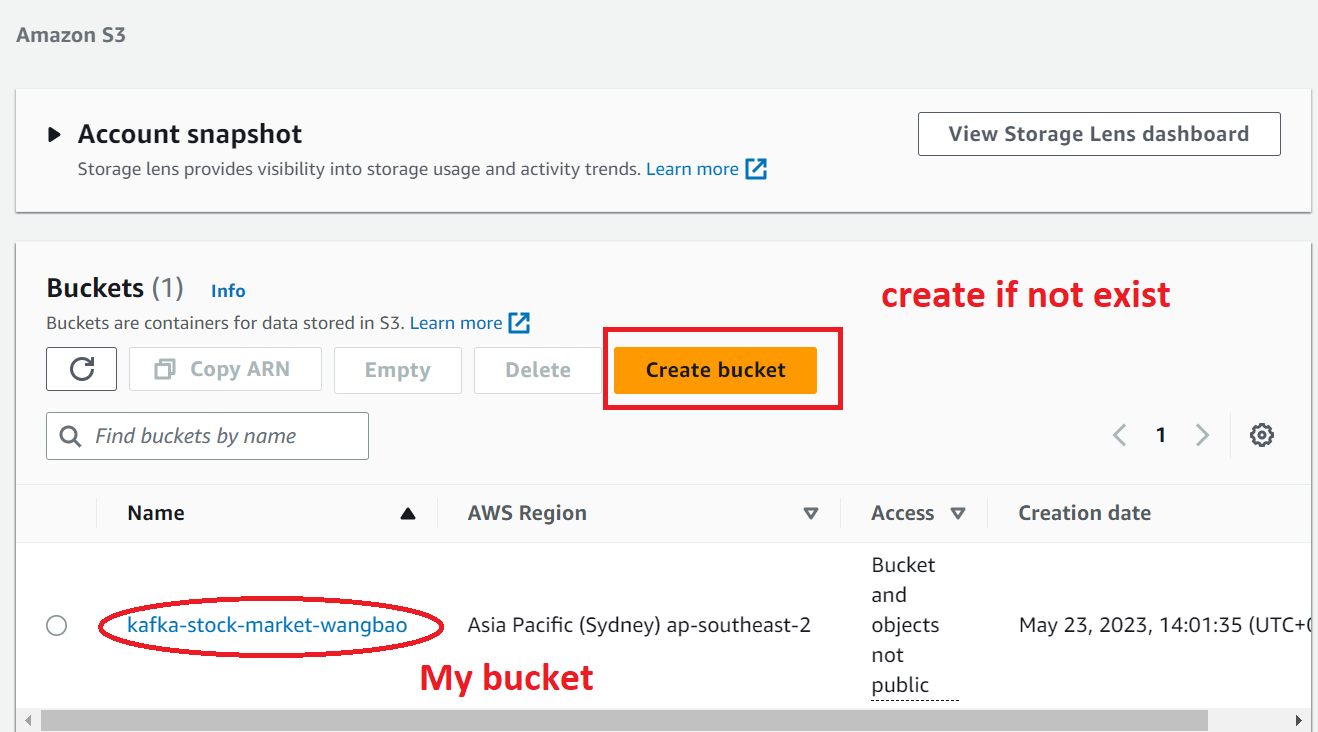 Amazon S3
Account snapshot
View Storage Lens dashboard
Storage lens provides visibility into storage usage and activity trends. Learn more
Buckets (1) Info
create if not exist
Buckets are containers for data stored in S3. Learn more
Copy ARN Empty Delete Create bucket
Find buckets by name
1
Name AWS Region Access Creation date
Bucket
and
kafka-stock-market-wangbao Asia Pacific (Sydney) ap-southeast-2 objects May 23, 2023, 14:01:35 (UTC+
not
My bucket
public